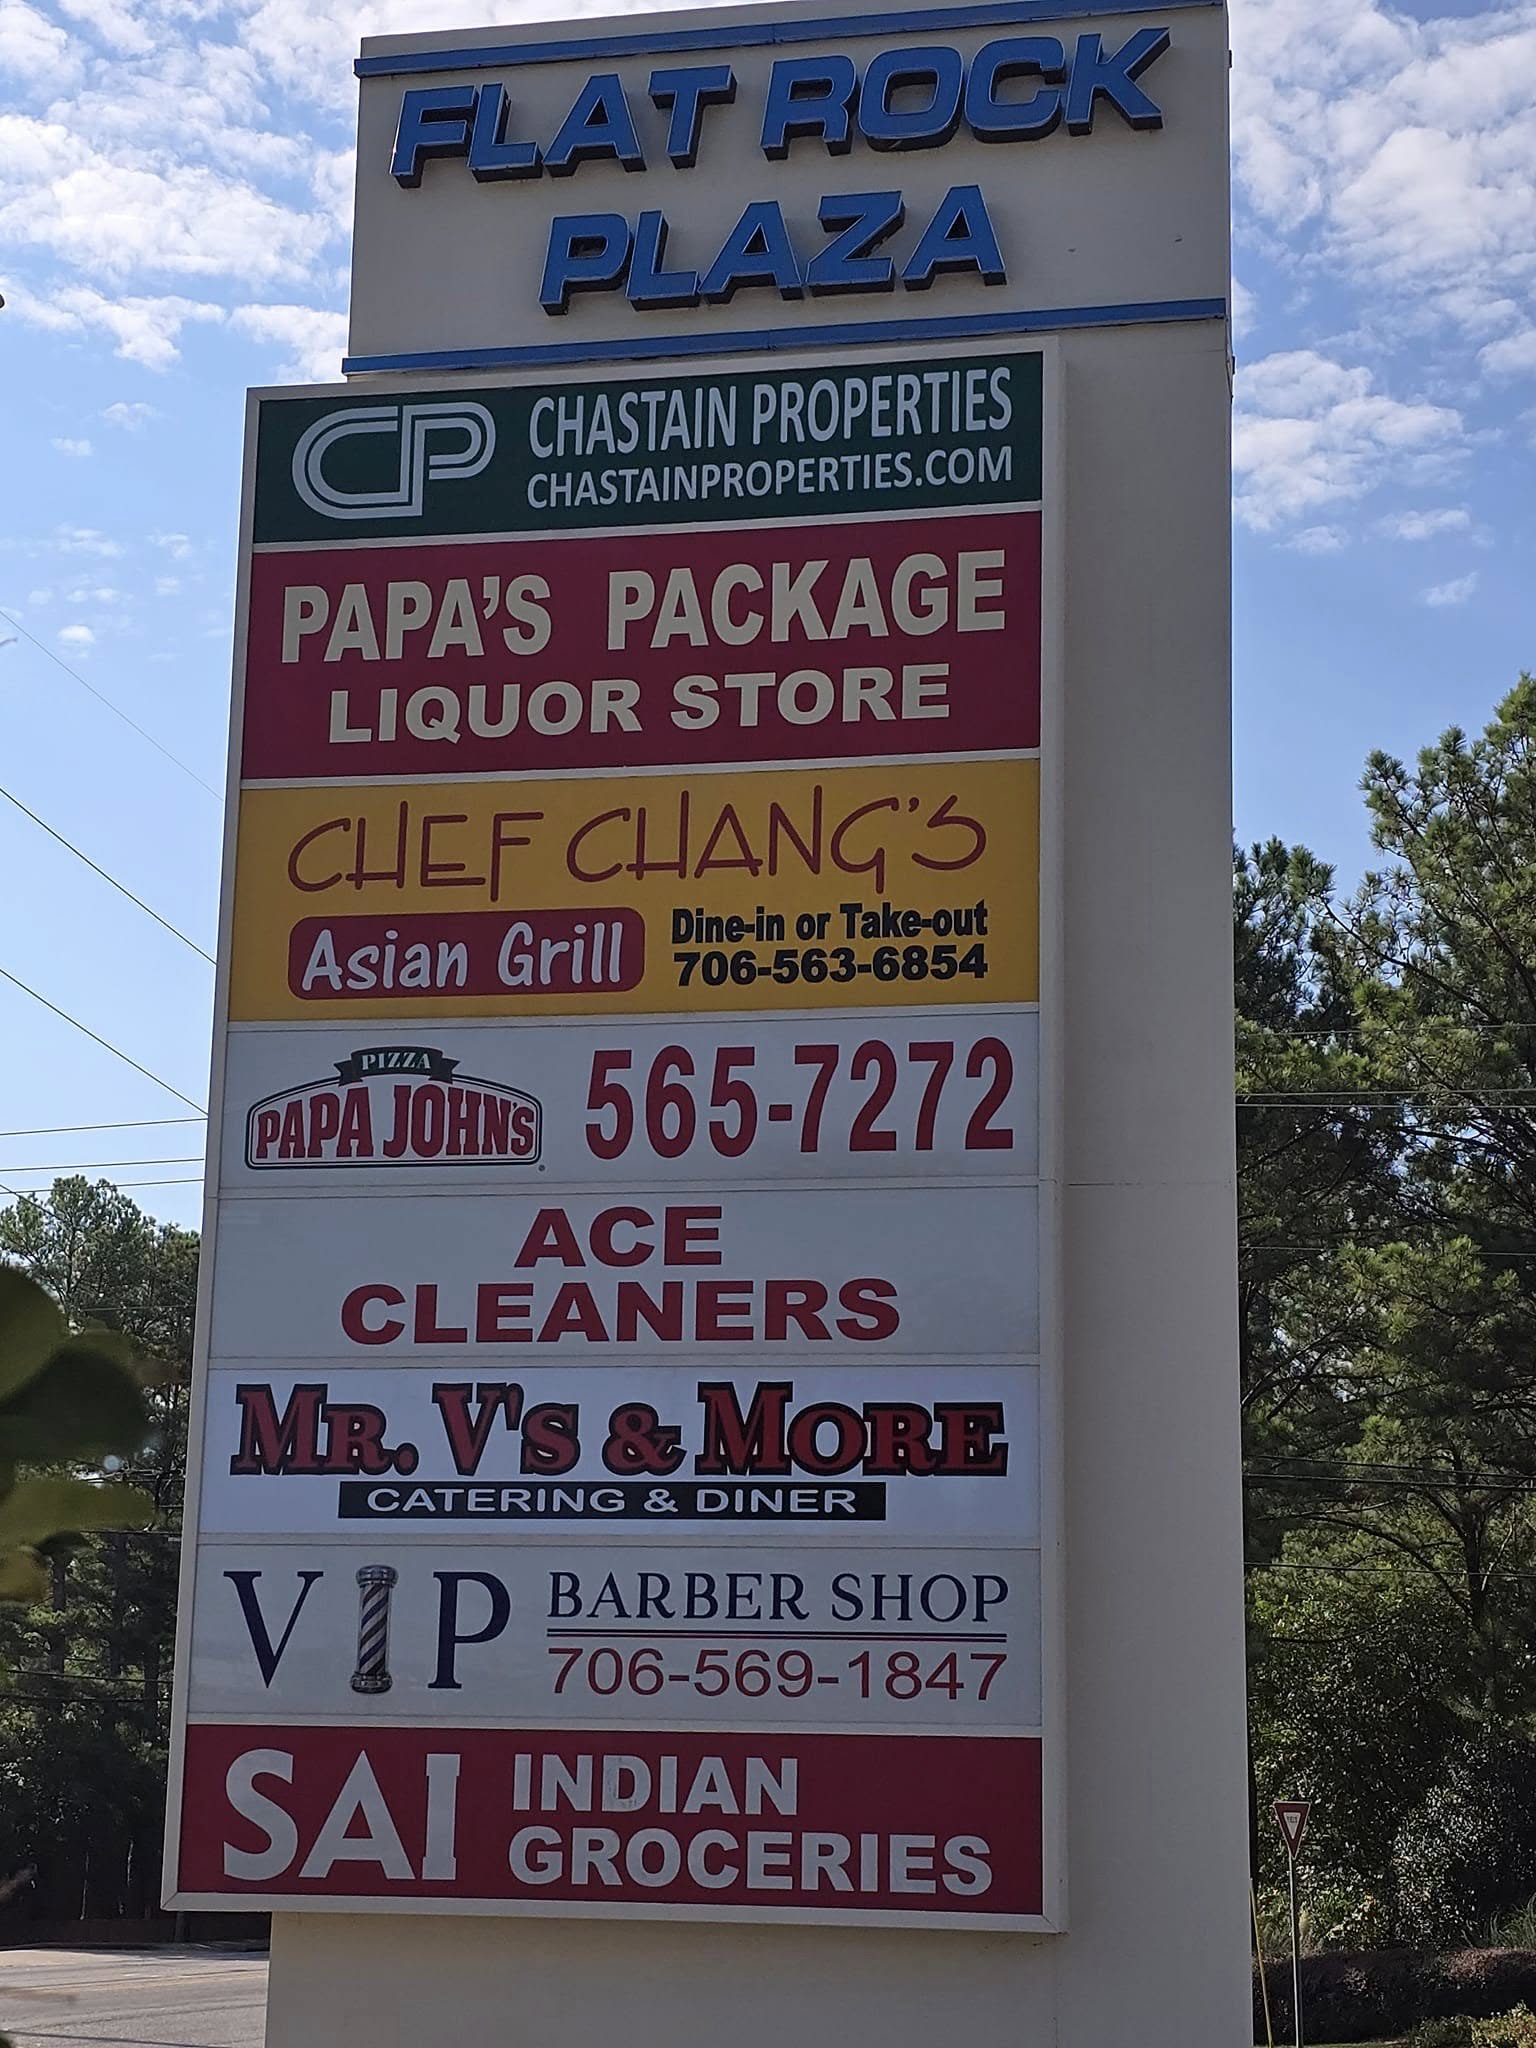 FLAT ROCK
PLAZA
CP
CHASTAIN PROPERTIES
CHASTAINPROPERTIES.COM
PAPA'S PACKAGE
LIQUOR STORE
CHEF CHANG'S
Asian Grill
Dine-in or Take-out
706-563-6854
PIZZA
PAPA JOHN'S
565-7272
ACE
CLEANERS
MR. V's & MORE
CATERING & DINER
VIP
BARBER SHOP
706-569-1847
SAI
INDIAN
GROCERIES
YIELD